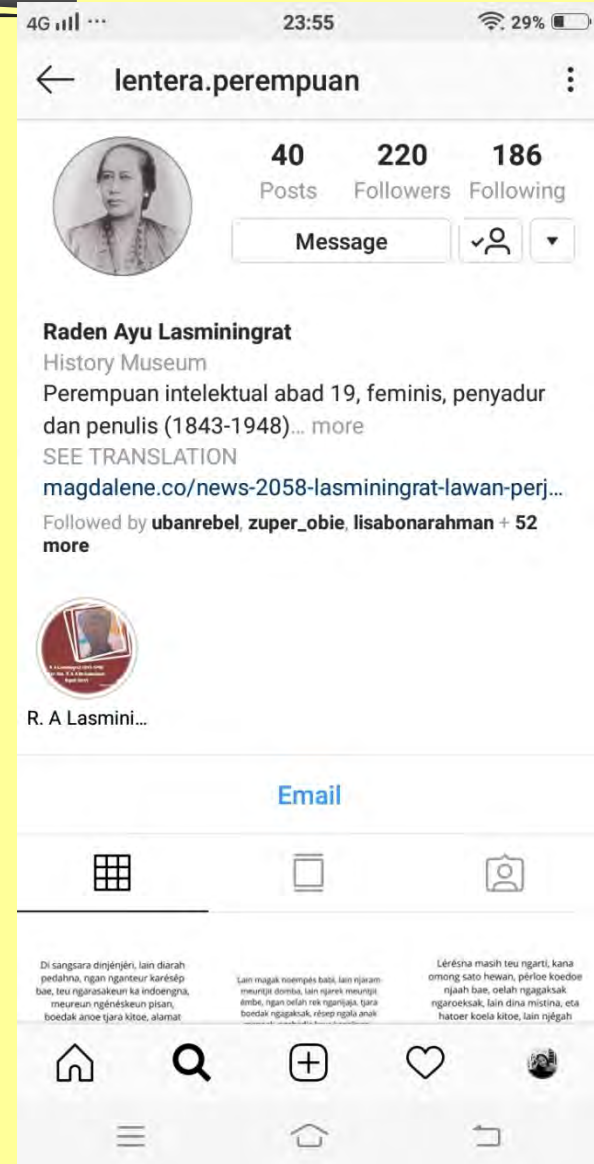 4G ...
23:55
29%
lentera.perempuan
40 220 186
Posts Followers Following
Message
Raden Ayu Lasminingrat
History Museum
Perempuan intelektual abad 19, feminis, penyadur
dan penulis (1843-1948)... more
SEE TRANSLATION
magdalene.co/news-2058-lasminingrat-lawan-perj...
Followed by ubanrebel, zuper_obie, lisabonarahman + 52
more
R. A Lasmini...
Email
Di sangsara dinjénjéri, lain diarah
pedahna, ngan nganteur karésép
bae, teu ngarasakeun ka indoengna,
meureun ngénéskeun pisan,
boedak anoe tjara kitoe, alamat
Lain magak noempés babi, lain njaram
meuntjit domba, lain njarek meuntjit
émbe, ngan oelah rek nganijaja, tjara
boedak ngagaksak, résep ngala anak
Lérésna masih teu ngarti, kana
omong sato hewan, périoe koedoe
njaah bae, oelah ngagaksak
ngaroeksak, lain dina mistina, eta
hatoer koela kitoe, lain njégah